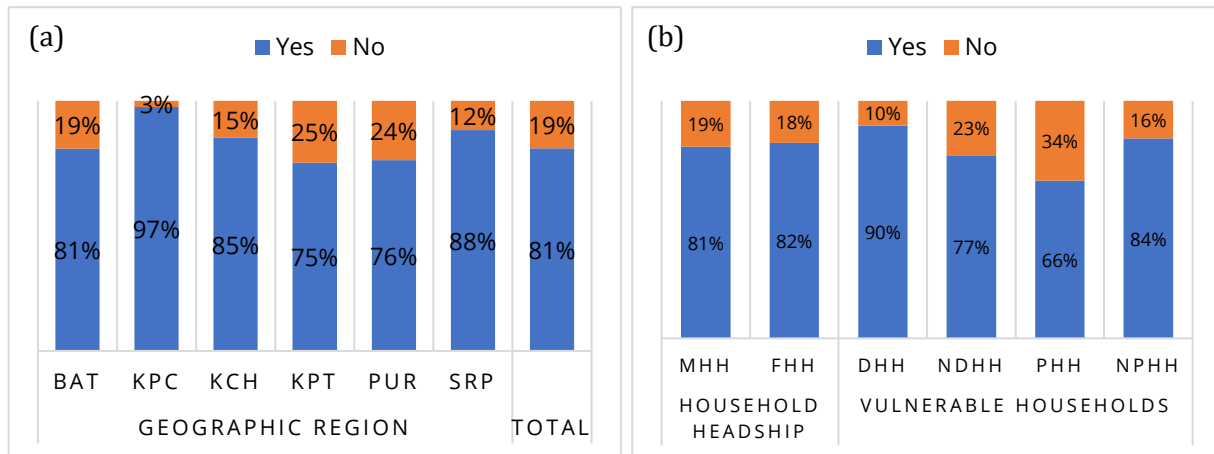 (a)
Yes No
19% 3% 15% 25% 24% 12% 19%
81% 97% 85% 75% 76% 88% 81%
BAT KPC KCH KPT PUR SRP
GEOGRAPHIC REGION TOTAL
(b)
Yes No
19% 18% 10% 23% 34% 16%
81% 82% 90% 77% 66% 84%
MHH FHH DHH NDHH PHH NPHH
HOUSEHOLD HEADSHIP
VULNERABLE HOUSEHOLDS